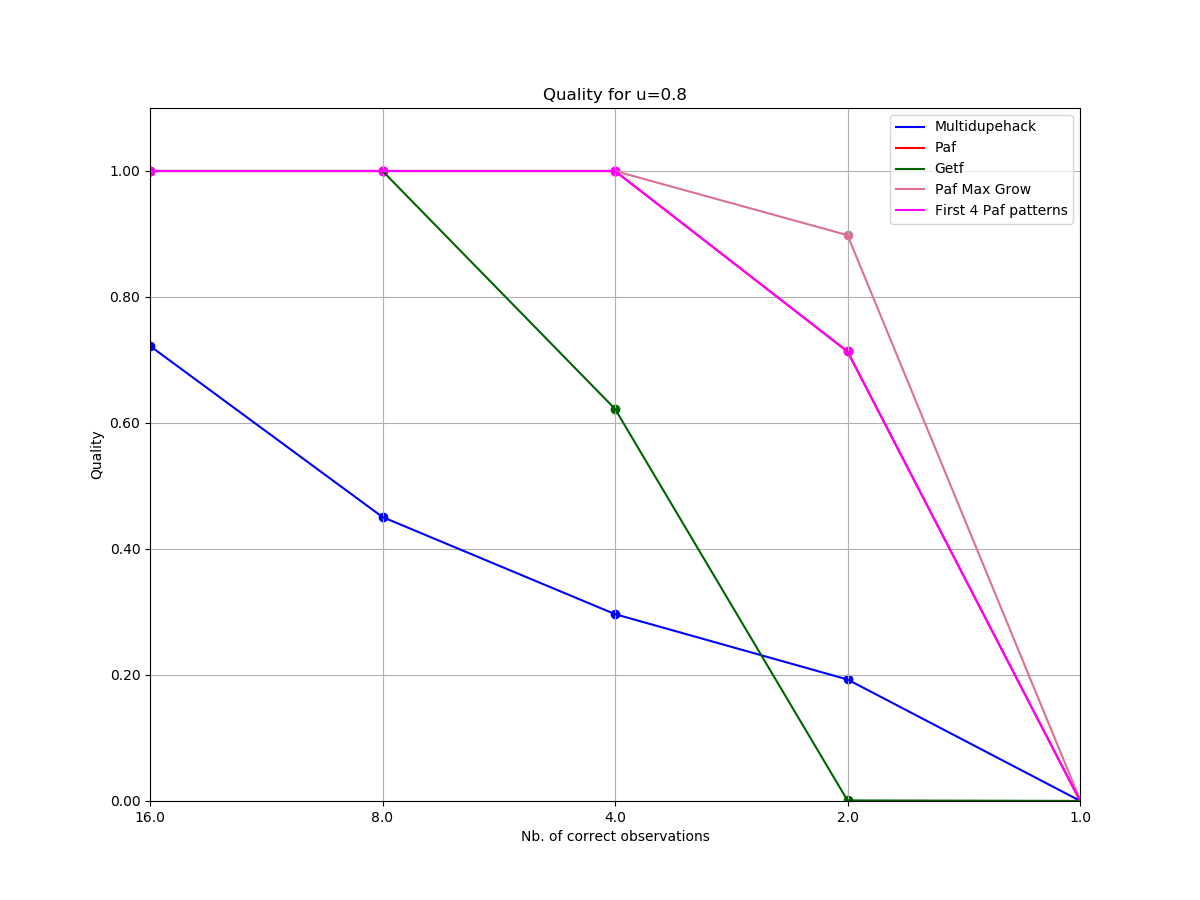 Quality for u=0.8
Multidupehack
Paf
Getf
Paf Max Grow
First 4 Paf patterns
1.00
0.80
0.60
0.40
0.20
0.00
Quality
16.0 8.0 4.0 2.0 1.0
Nb. of correct observations